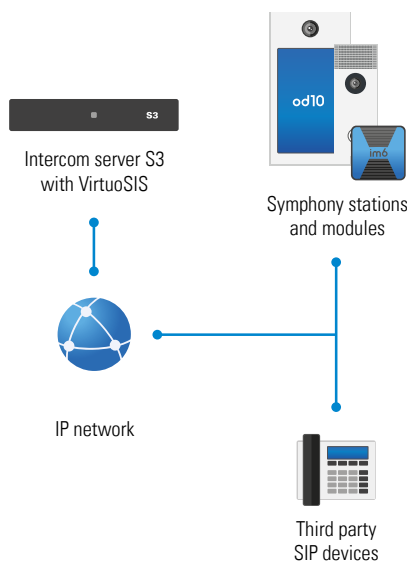 od10
S3
im6
Intercom server S3
with VirtuoSIS
Symphony stations
and modules
IP network
Third party
SIP devices